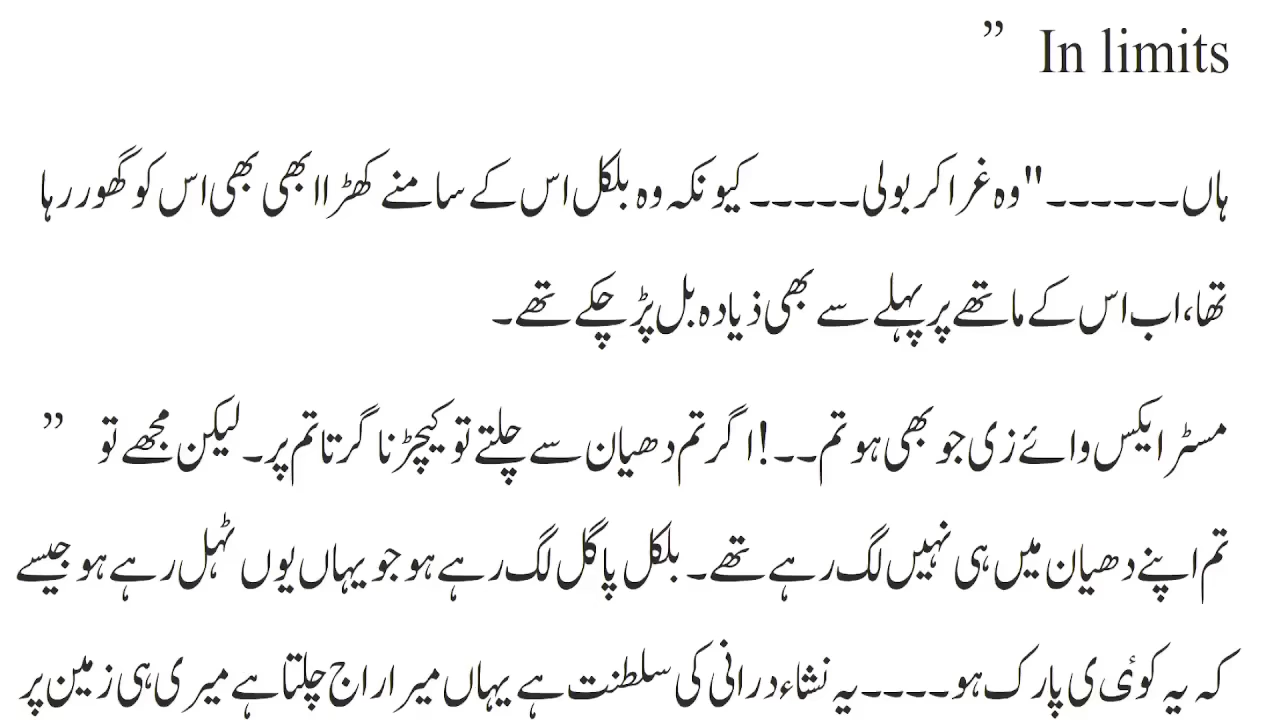 In limits ”
ہاں۔۔۔۔۔۔"وہ غرا کر بولی۔۔۔۔۔کیونکہ وہ بلکل اس کے سامنے کھڑا ابھی بھی اس کو گھور رہا
تھا،اب اس کے ماتھے پر پہلے سے بھی ذیادہ بل پڑ چکے تھے۔
مسٹر ایکس وائے زی جو بھی ہو تم۔۔!اگر تم دھیان سے چلتے تو کیچڑ نا گرتا تم پر۔ لیکن مجھے تو ”
تم اپنے دھیان میں ہی نہیں لگ رہے تھے۔ بلکل پاگل لگ رہے ہو جو یہاں یوں ٹہل رہے ہو جیسے
کہ یہ کوئی ی پارک ہو۔۔۔۔یہ نشاء درانی کی سلطنت ہے یہاں میرا راج چلتا ہے میری ہی زمین پر